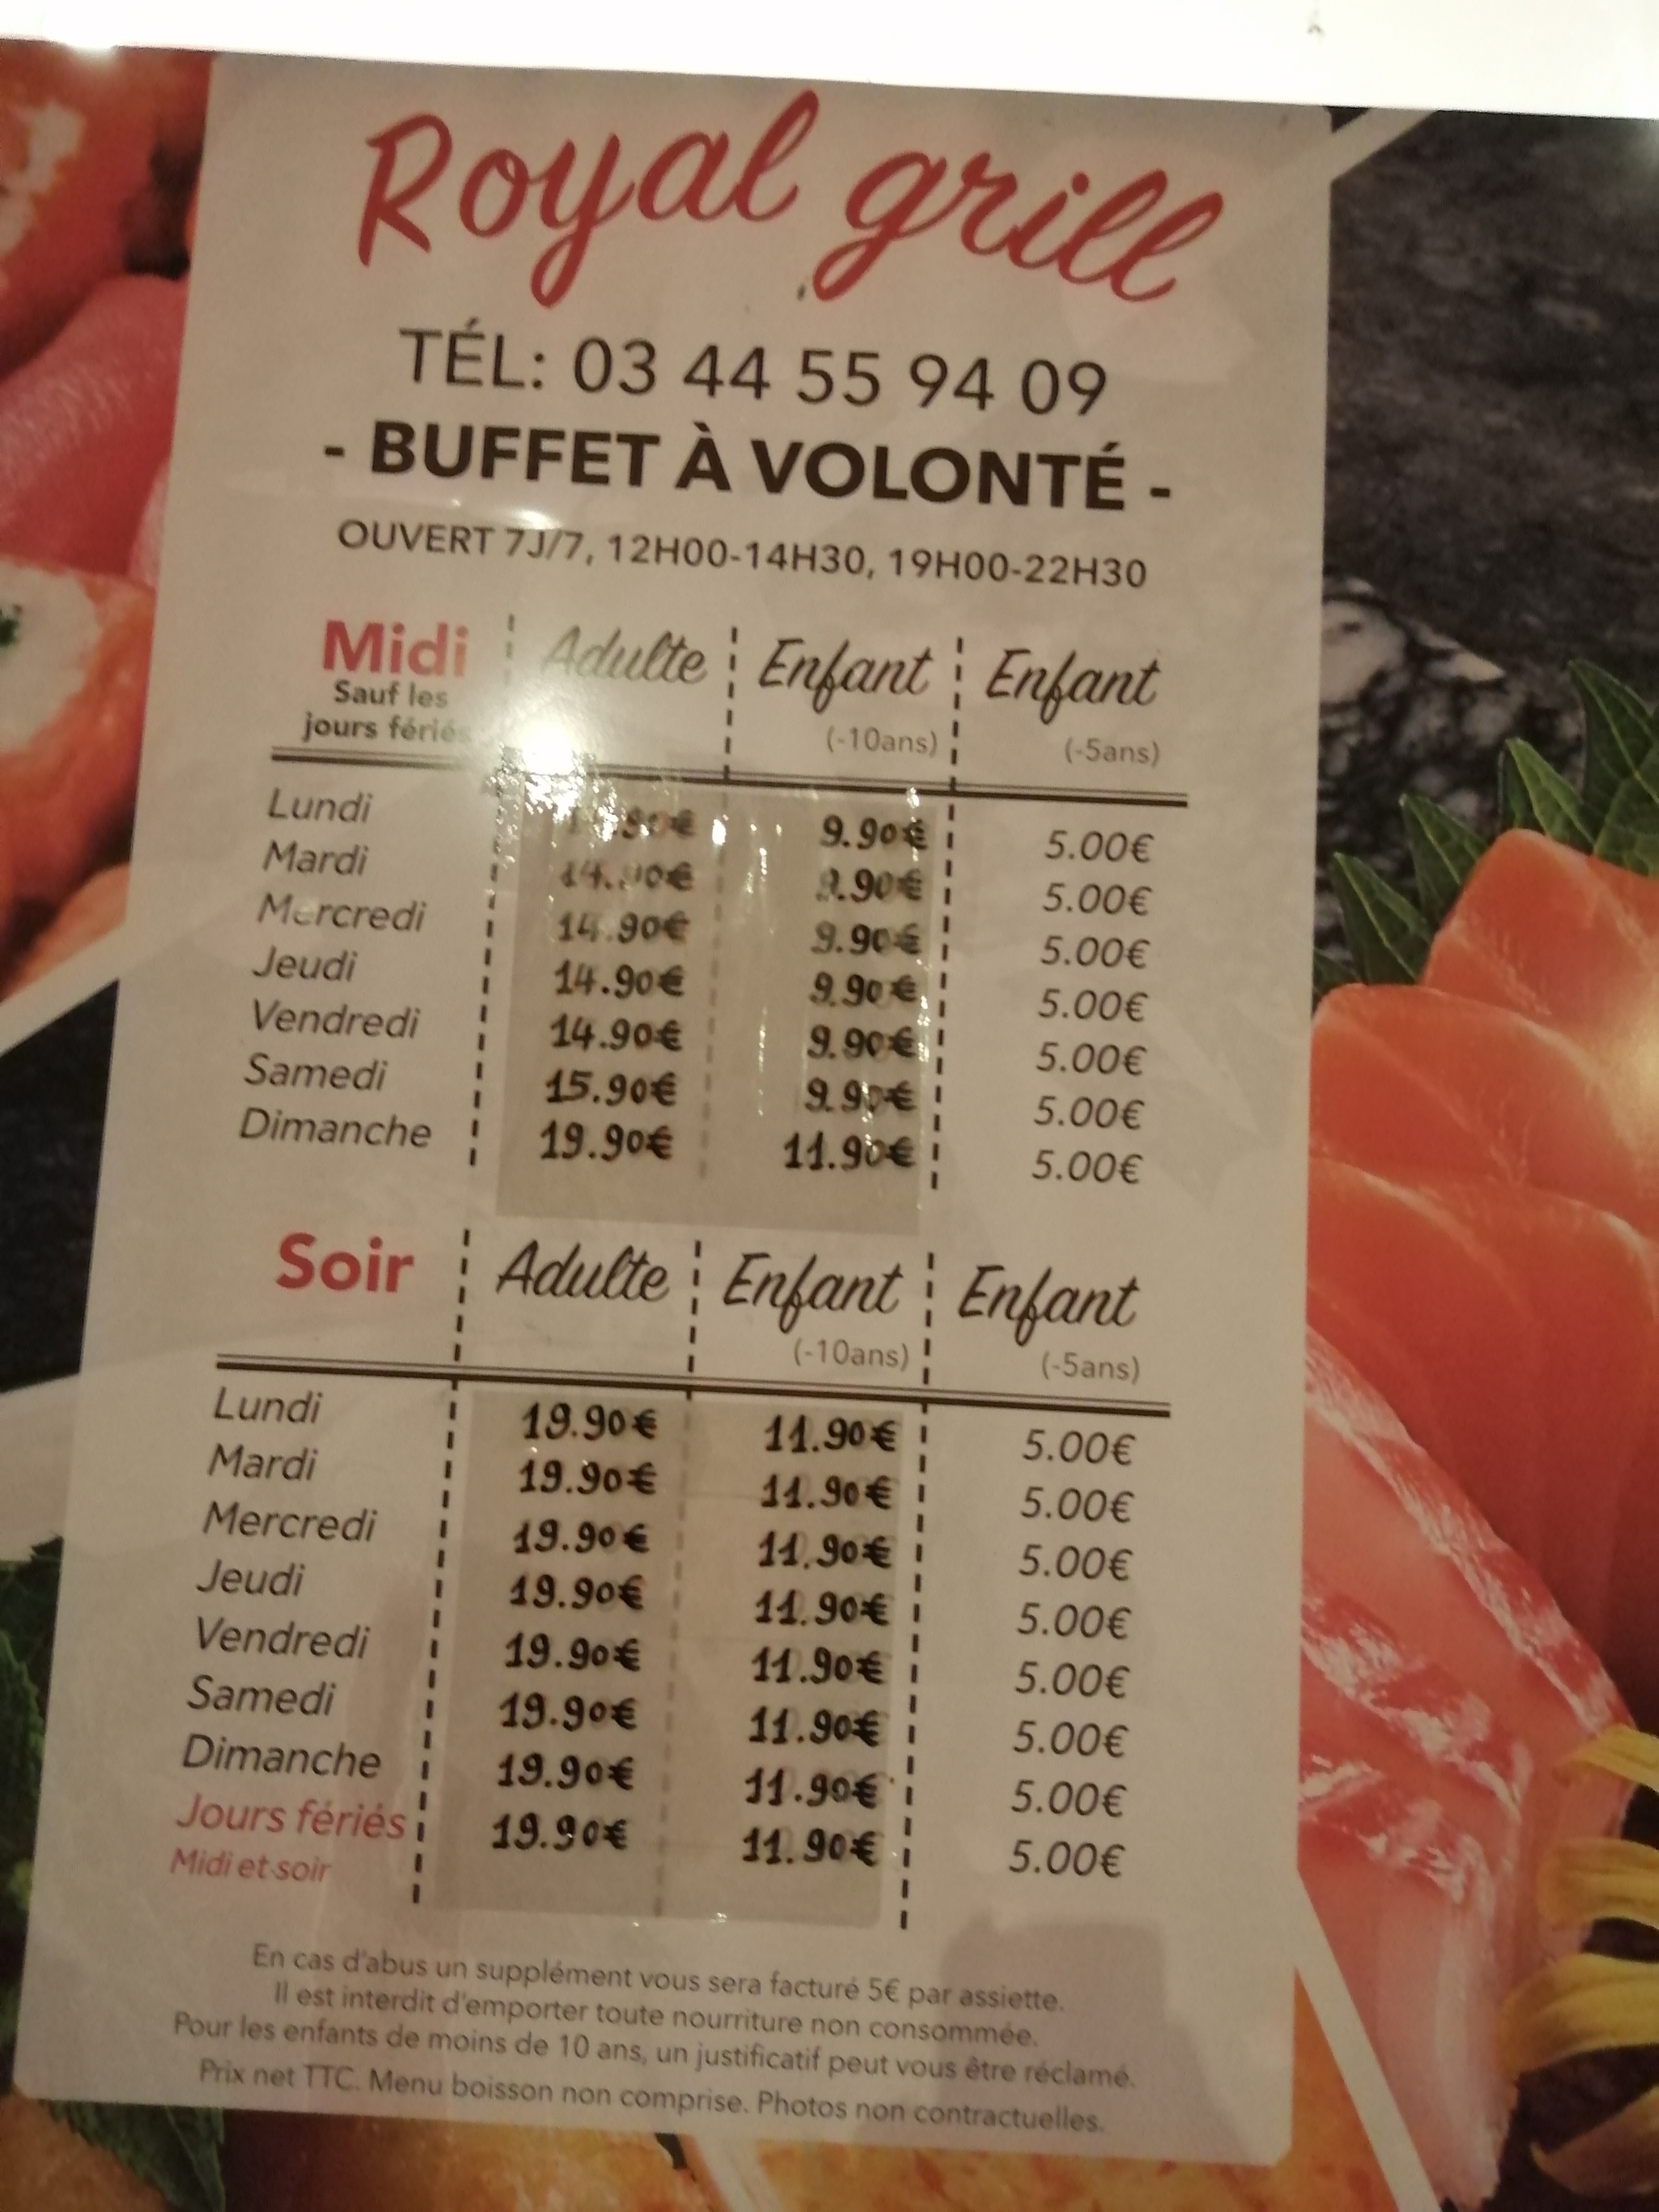 Royal grill
TÉL: 03 44 55 94 09
- BUFFET À VOLONTÉ -
OUVERT 7J/7, 12H00-14H30, 19H00-22H30
Midi Adulte Enfant Enfant
Sauf les
jours fériés (-10ans) (-5ans)
Lundi 9.90€ 5.00€
Mardi 14.90€ 9.90€ 5.00€
Mercredi 14.90€ 9.90€ 5.00€
Jeudi 14.90€ 9.90€ 5.00€
Vendredi 14.90€ 9.90€ 5.00€
Samedi 15.90€ 9.90€ 5.00€
Dimanche 19.90€ 11.90€ 5.00€
Soir Adulte Enfant Enfant
(-10ans) (-5ans)
Lundi 19.90€ 11.90€ 5.00€
Mardi 19.90€ 11.90€ 5.00€
Mercredi 19.90€ 11.90€ 5.00€
Jeudi 19.90€ 11.90€ 5.00€
Vendredi 19.90€ 11.90€ 5.00€
Samedi 19.90€ 11.90€ 5.00€
Dimanche 19.90€ 11.90€ 5.00€
Jours fériés 19.90€ 11.90€ 5.00€
Midi et soir
En cas d'abus un supplément vous sera facturé 5€ par assiette.
Il est interdit d'emporter toute nourriture non consommée.
Pour les enfants de moins de 10 ans, un justificatif peut vous être réclamé.
Prix net TTC. Menu boisson non comprise. Photos non contractuelles.